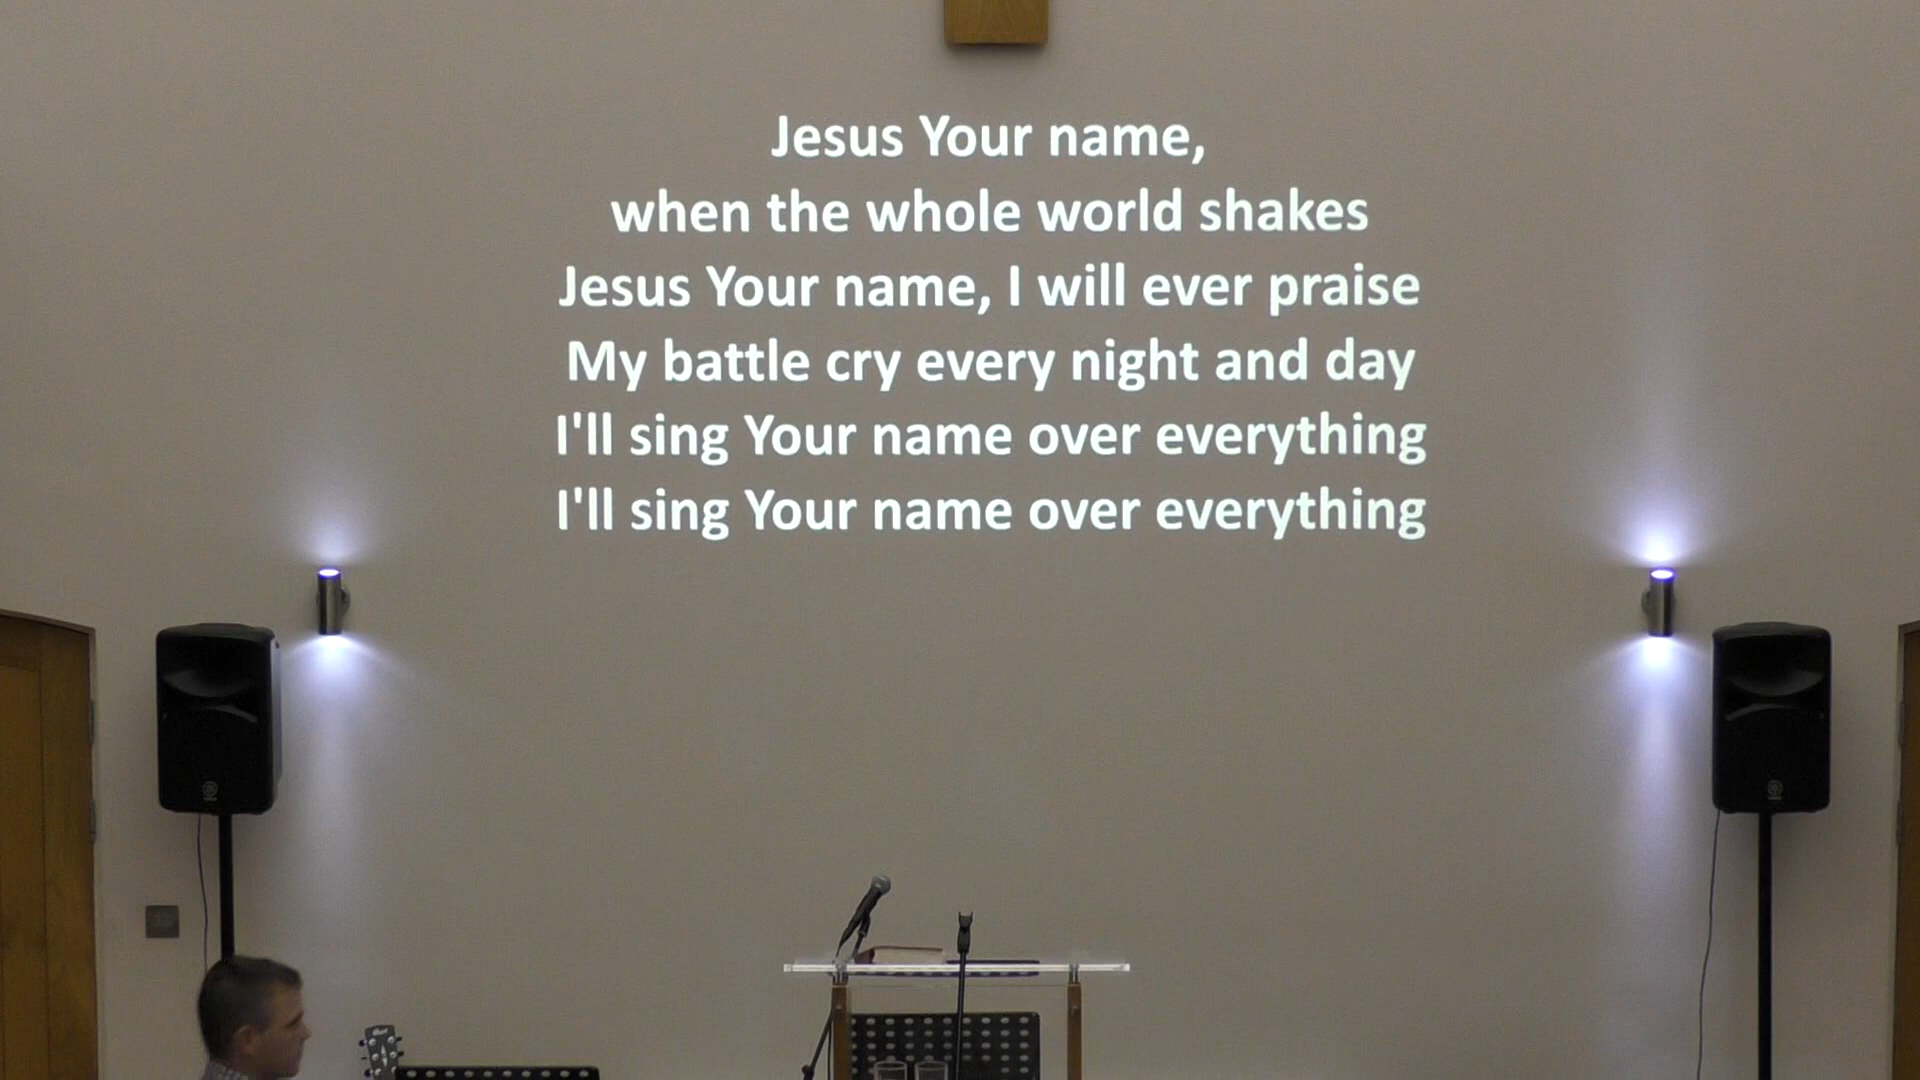 Jesus Your name,
when the whole world shakes
Jesus Your name, I will ever praise
My battle cry every night and day
I'll sing Your name over everything
I'll sing Your name over everything